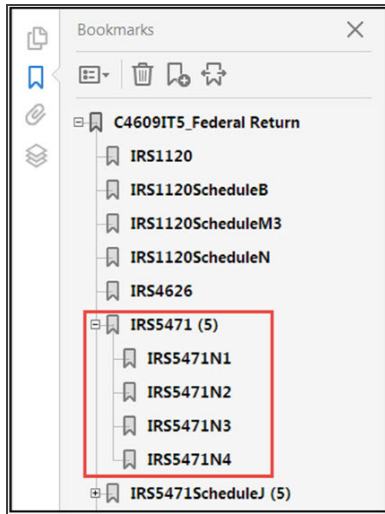 Bookmarks
C4609IT5_Federal Return
IRS1120
IRS1120ScheduleB
IRS1120ScheduleM3
IRS1120ScheduleN
IRS4626
IRS5471 (5)
IRS5471N1
IRS5471N2
IRS5471N3
IRS5471N4
IRS5471ScheduleJ (5)